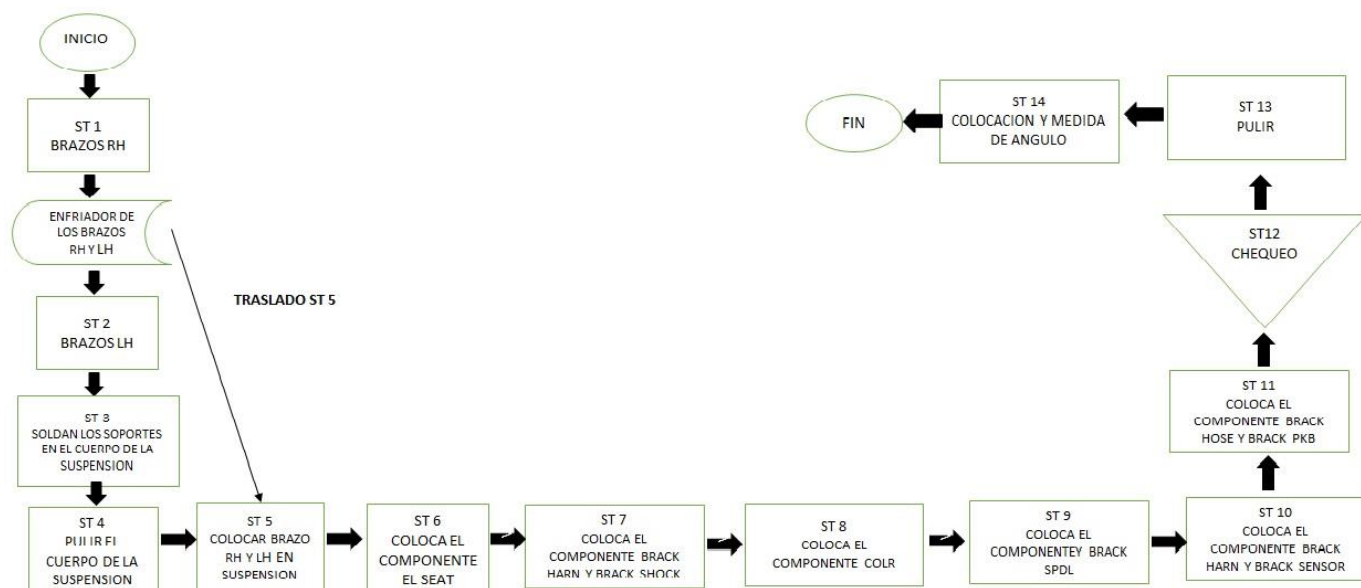 INICIO
ST 1
BRAZOS RH
ENFRIADOR DE
LOS BRAZOS
RH Y LH
TRASLADO ST 5
ST 2
BRAZOS LH
ST 3
SOLDAN LOS SOPORTES
EN EL CUERPO DE LA
SUSPENSION
ST 4
PULIR EL
CUERPO DE LA
SUSPENSION
ST 5
COLOCAR BRAZO
RH Y LH EN
SUSPENSION
ST 6
COLOCA EL
COMPONENTE
EL SEAT
ST 7
COLOCA EL
COMPONENTE BRACK
HARN Y BRACK SHOCK
ST 8
COLOCA EL
COMPONENTE COLR
ST 9
COLOCA EL
COMPONENTEY BRACK
SPDL
ST 10
COLOCA EL
COMPONENTE BRACK
HARN Y BRACK SENSOR
ST 11
COLOCA EL
COMPONENTE BRACK
HOSE Y BRACK PKB
ST12
CHEQUEO
ST 13
PULIR
ST 14
COLOCACION Y MEDIDA
DE ANGULO
FIN